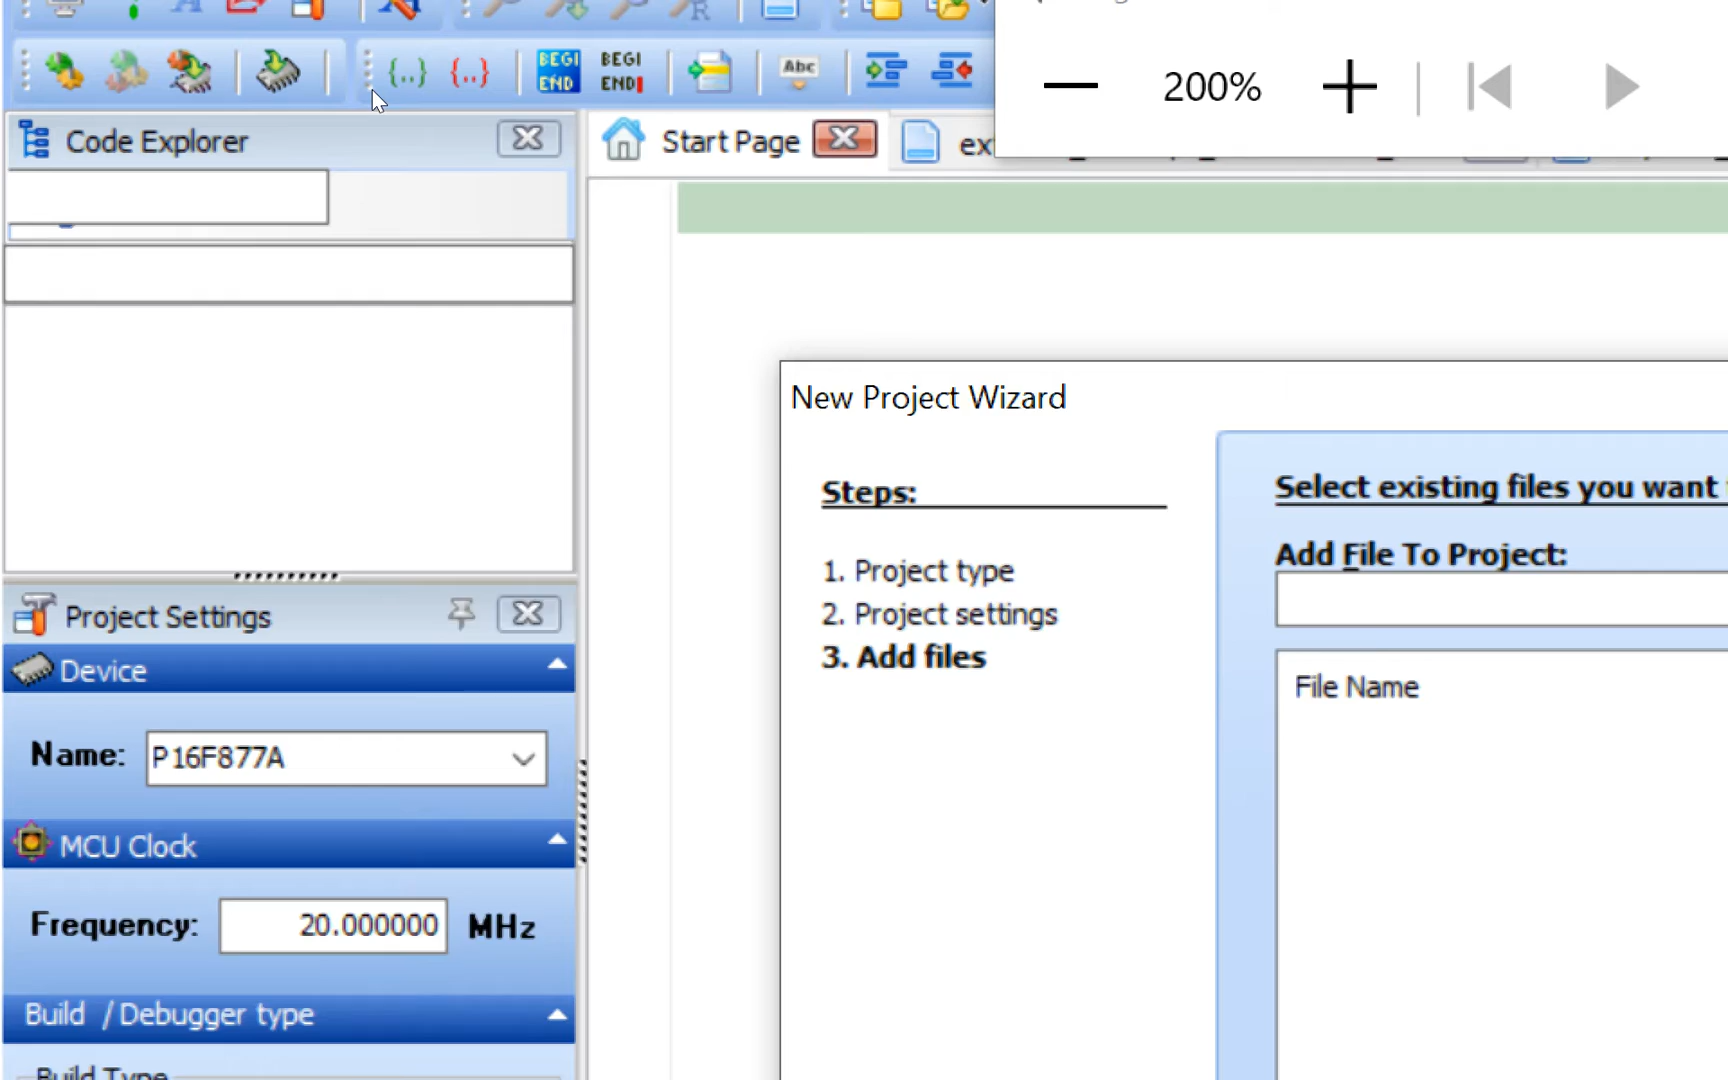 {..} {..} BEGI END BEGI END Abc
200%
Code Explorer
Start Page
New Project Wizard
Steps:
Select existing files you want
1. Project type
Add File To Project:
2. Project settings
3. Add files
Project Settings
File Name
Device
Name: P16F877A
MCU Clock
Frequency: 20.000000 MHz
Build / Debugger type
Build Type